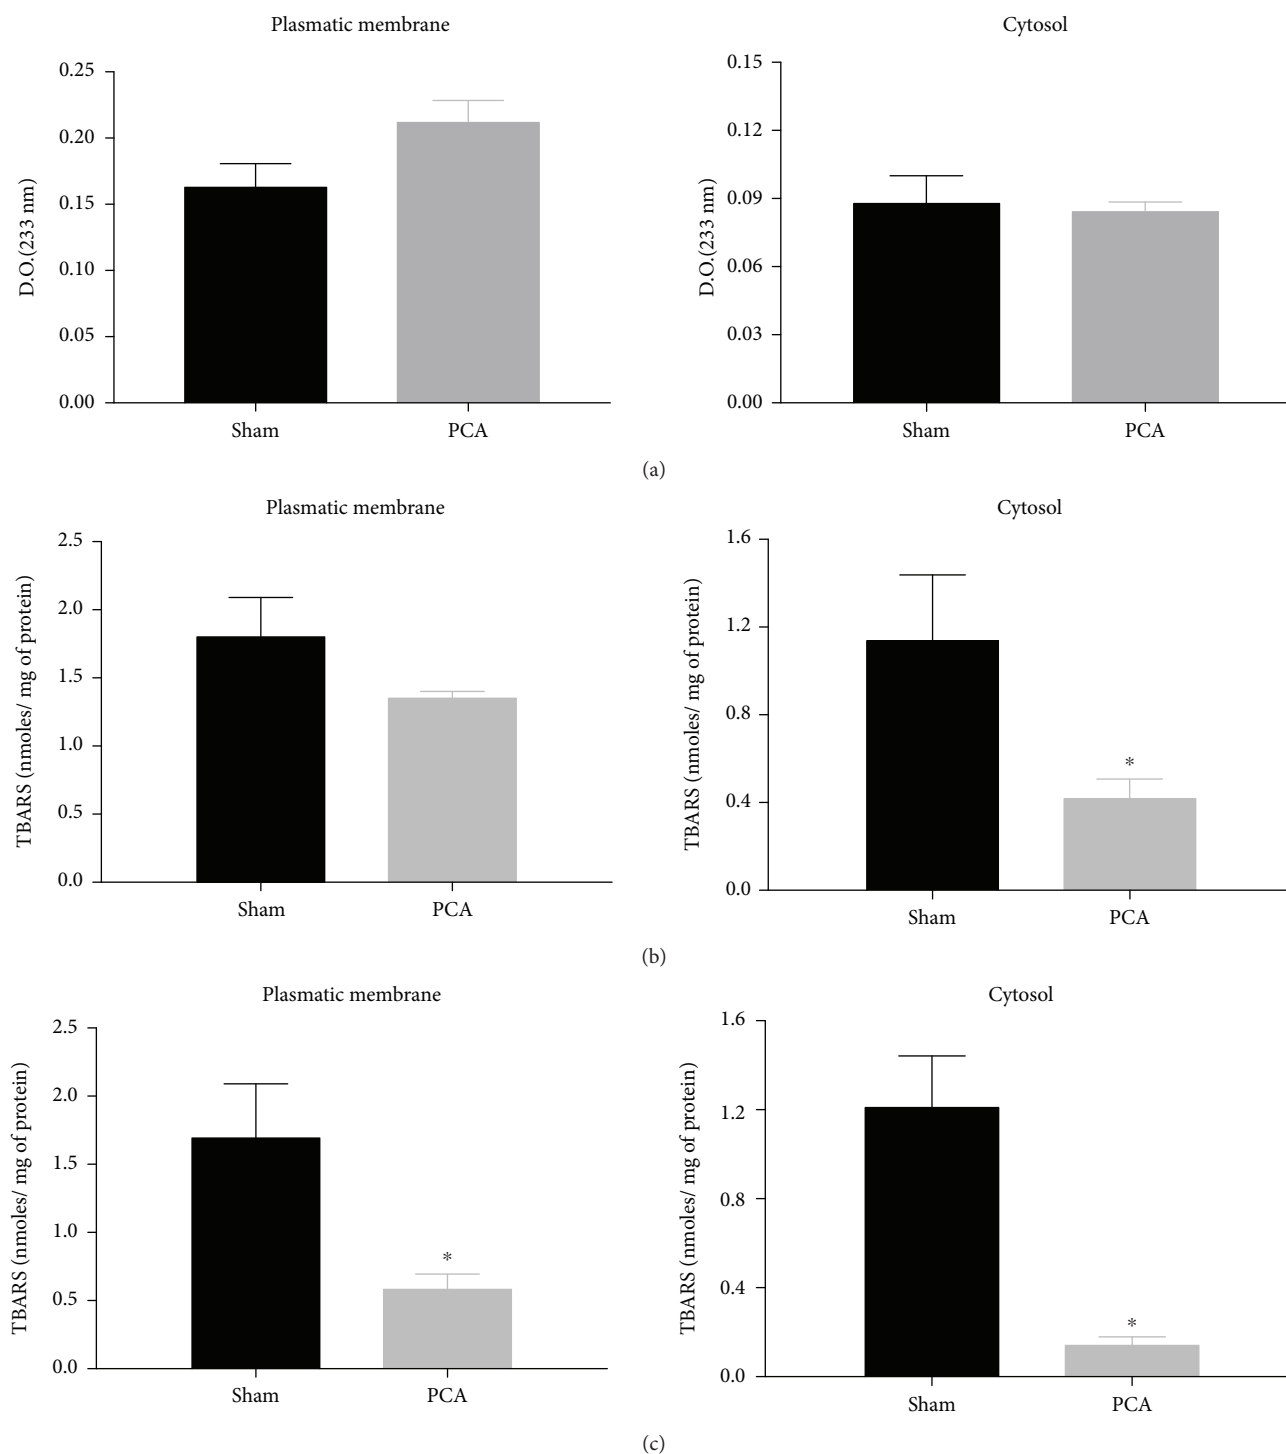 Plasmatic membrane
D.O.(233 nm)
0.25
0.20
0.15
0.10
0.05
0.00
Sham PCA
Cytosol
D.O.(233 nm)
0.15
0.12
0.09
0.06
0.03
0.00
Sham PCA
(a)
Plasmatic membrane
TBARS (nmoles/ mg of protein)
2.5
2.0
1.5
1.0
0.5
0.0
Sham PCA
Cytosol
TBARS (nmoles/ mg of protein)
1.6
1.2
0.8
0.4
0.0
*
Sham PCA
(b)
Plasmatic membrane
TBARS (nmoles/ mg of protein)
2.5
2.0
1.5
1.0
0.5
0.0
*
Sham PCA
Cytosol
TBARS (nmoles/ mg of protein)
1.6
1.2
0.8
0.4
0.0
*
Sham PCA
(c)